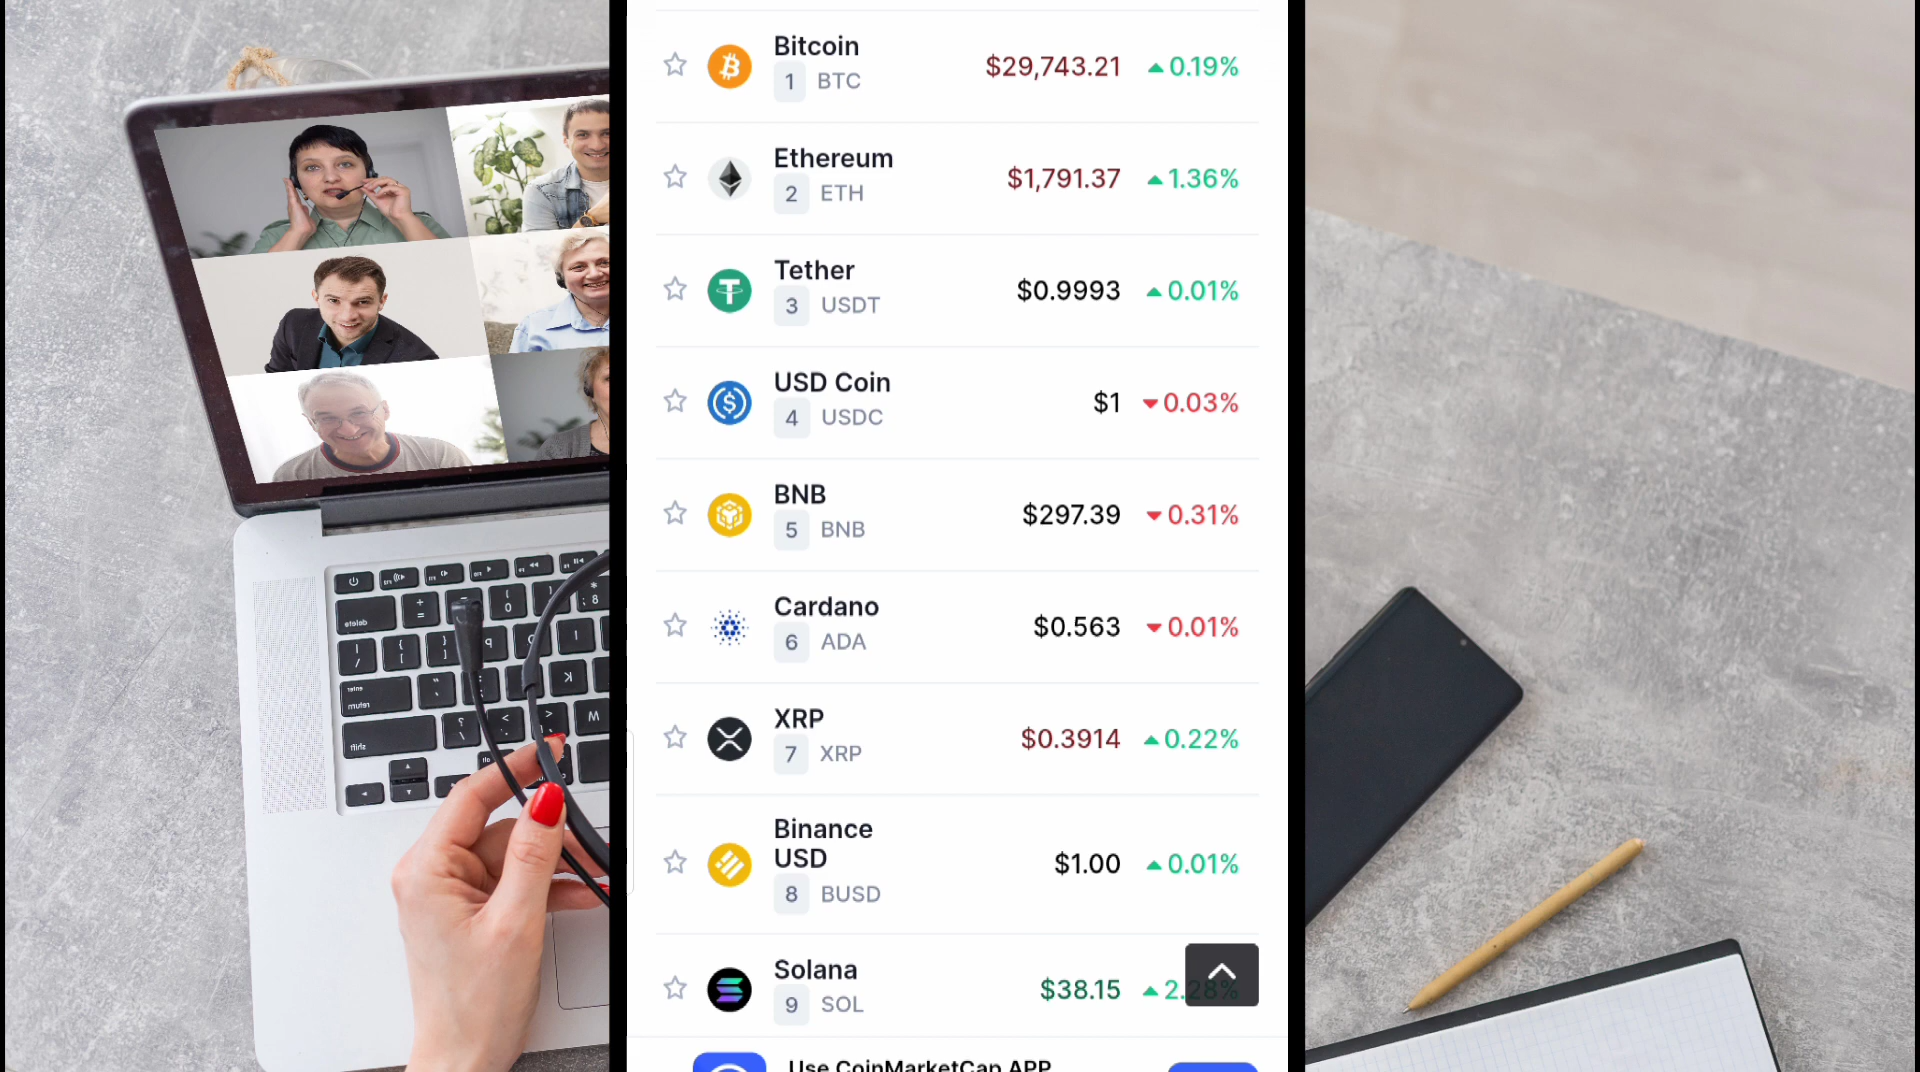 Bitcoin
1 BTC
$29,743.21
0.19%
Ethereum
2 ETH
$1,791.37
1.36%
Tether
3 USDT
$0.9993
0.01%
USD Coin
4 USDC
$1
0.03%
BNB
5 BNB
$297.39
0.31%
Cardano
6 ADA
$0.563
0.01%
XRP
7 XRP
$0.3914
0.22%
Binance
USD
8 BUSD
$1.00
0.01%
Solana
9 SOL
$38.15
2.28%
Use CoinMarketCap APP